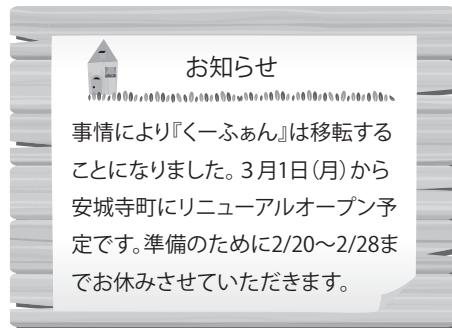 お知らせ
事情により『くーふぁん』は移転する
ことになりました。3月1日（月）から
安城寺町にリニューアルオープン予
定です。準備のために2/20～2/28ま
でお休みさせていただきます。